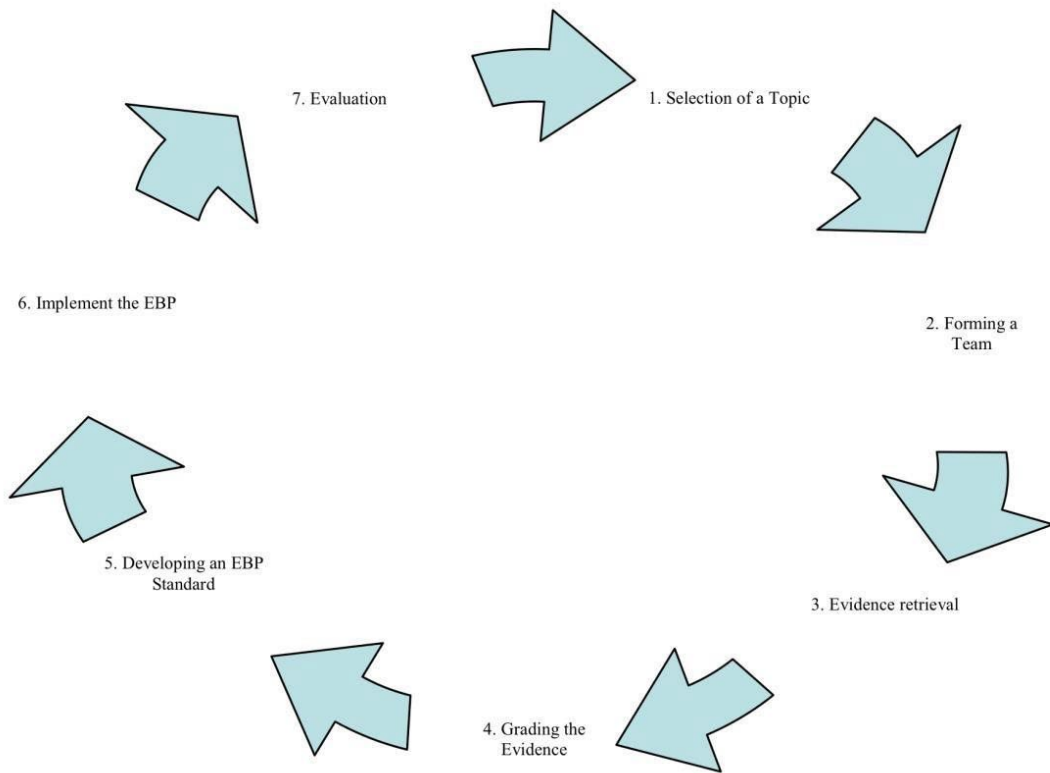 1. Selection of a Topic
2. Forming a
Team
3. Evidence retrieval
4. Grading the
Evidence
5. Developing an EBP
Standard
6. Implement the EBP
7. Evaluation